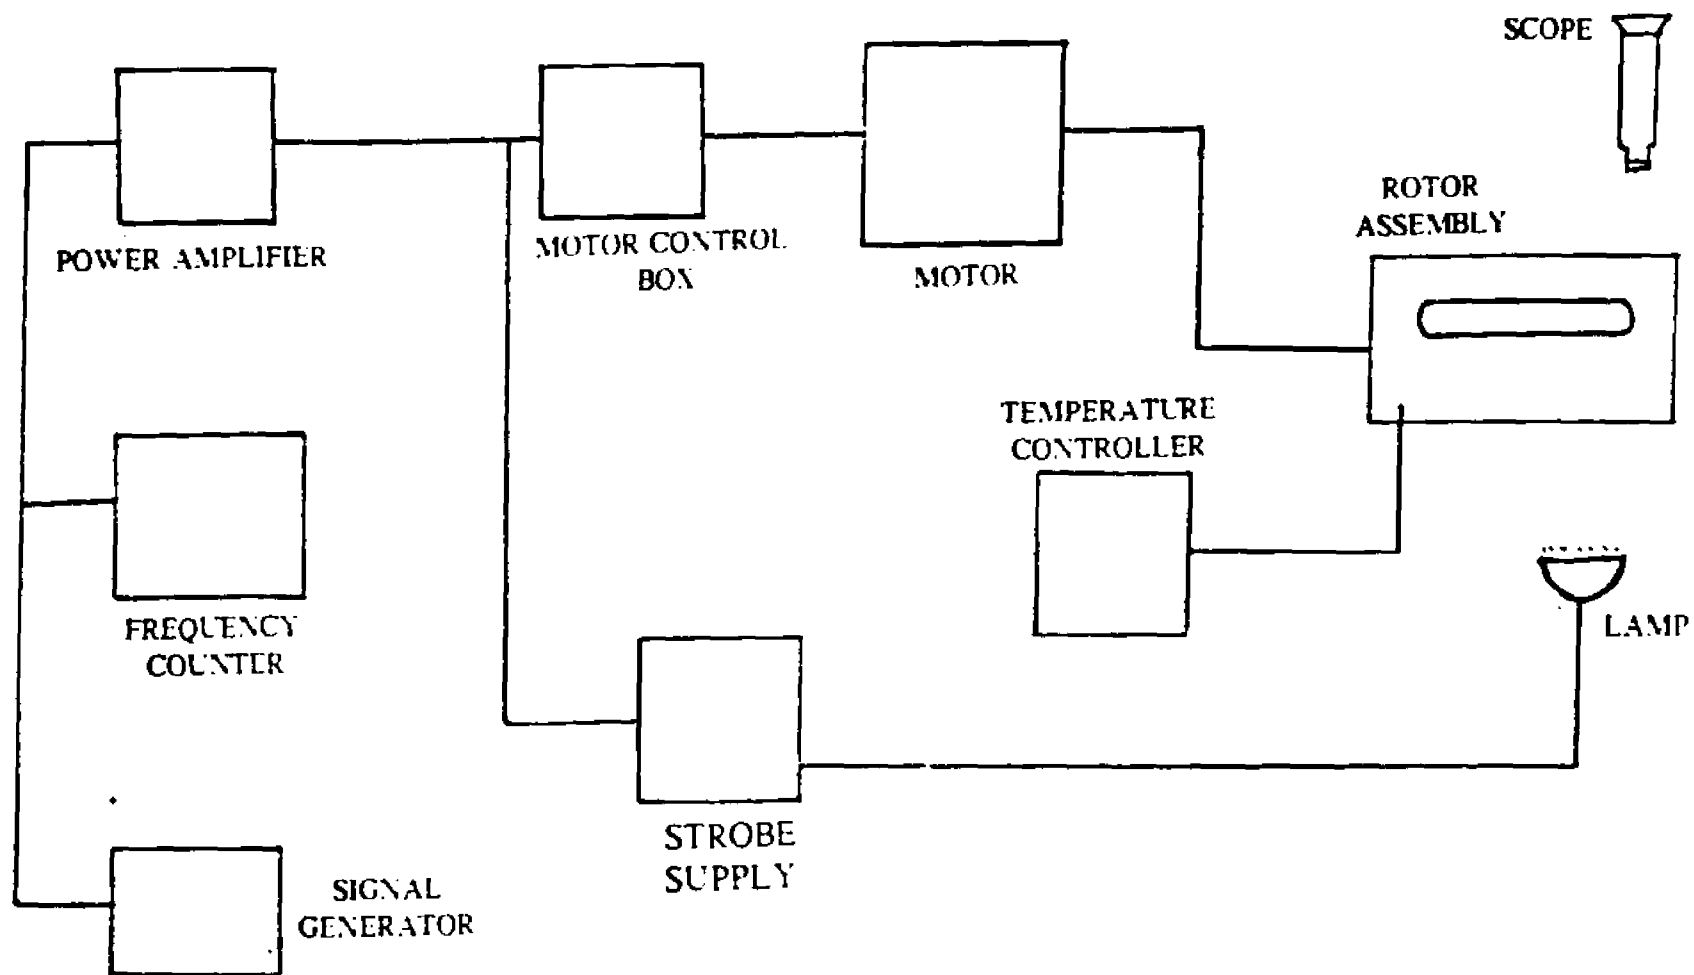 SCOPE
POWER AMPLIFIER
MOTOR CONTROL
BOX
MOTOR
ROTOR
ASSEMBLY
TEMPERATURE
CONTROLLER
FREQUENCY
COUNTER
LAMP
STROBE
SUPPLY
SIGNAL
GENERATOR